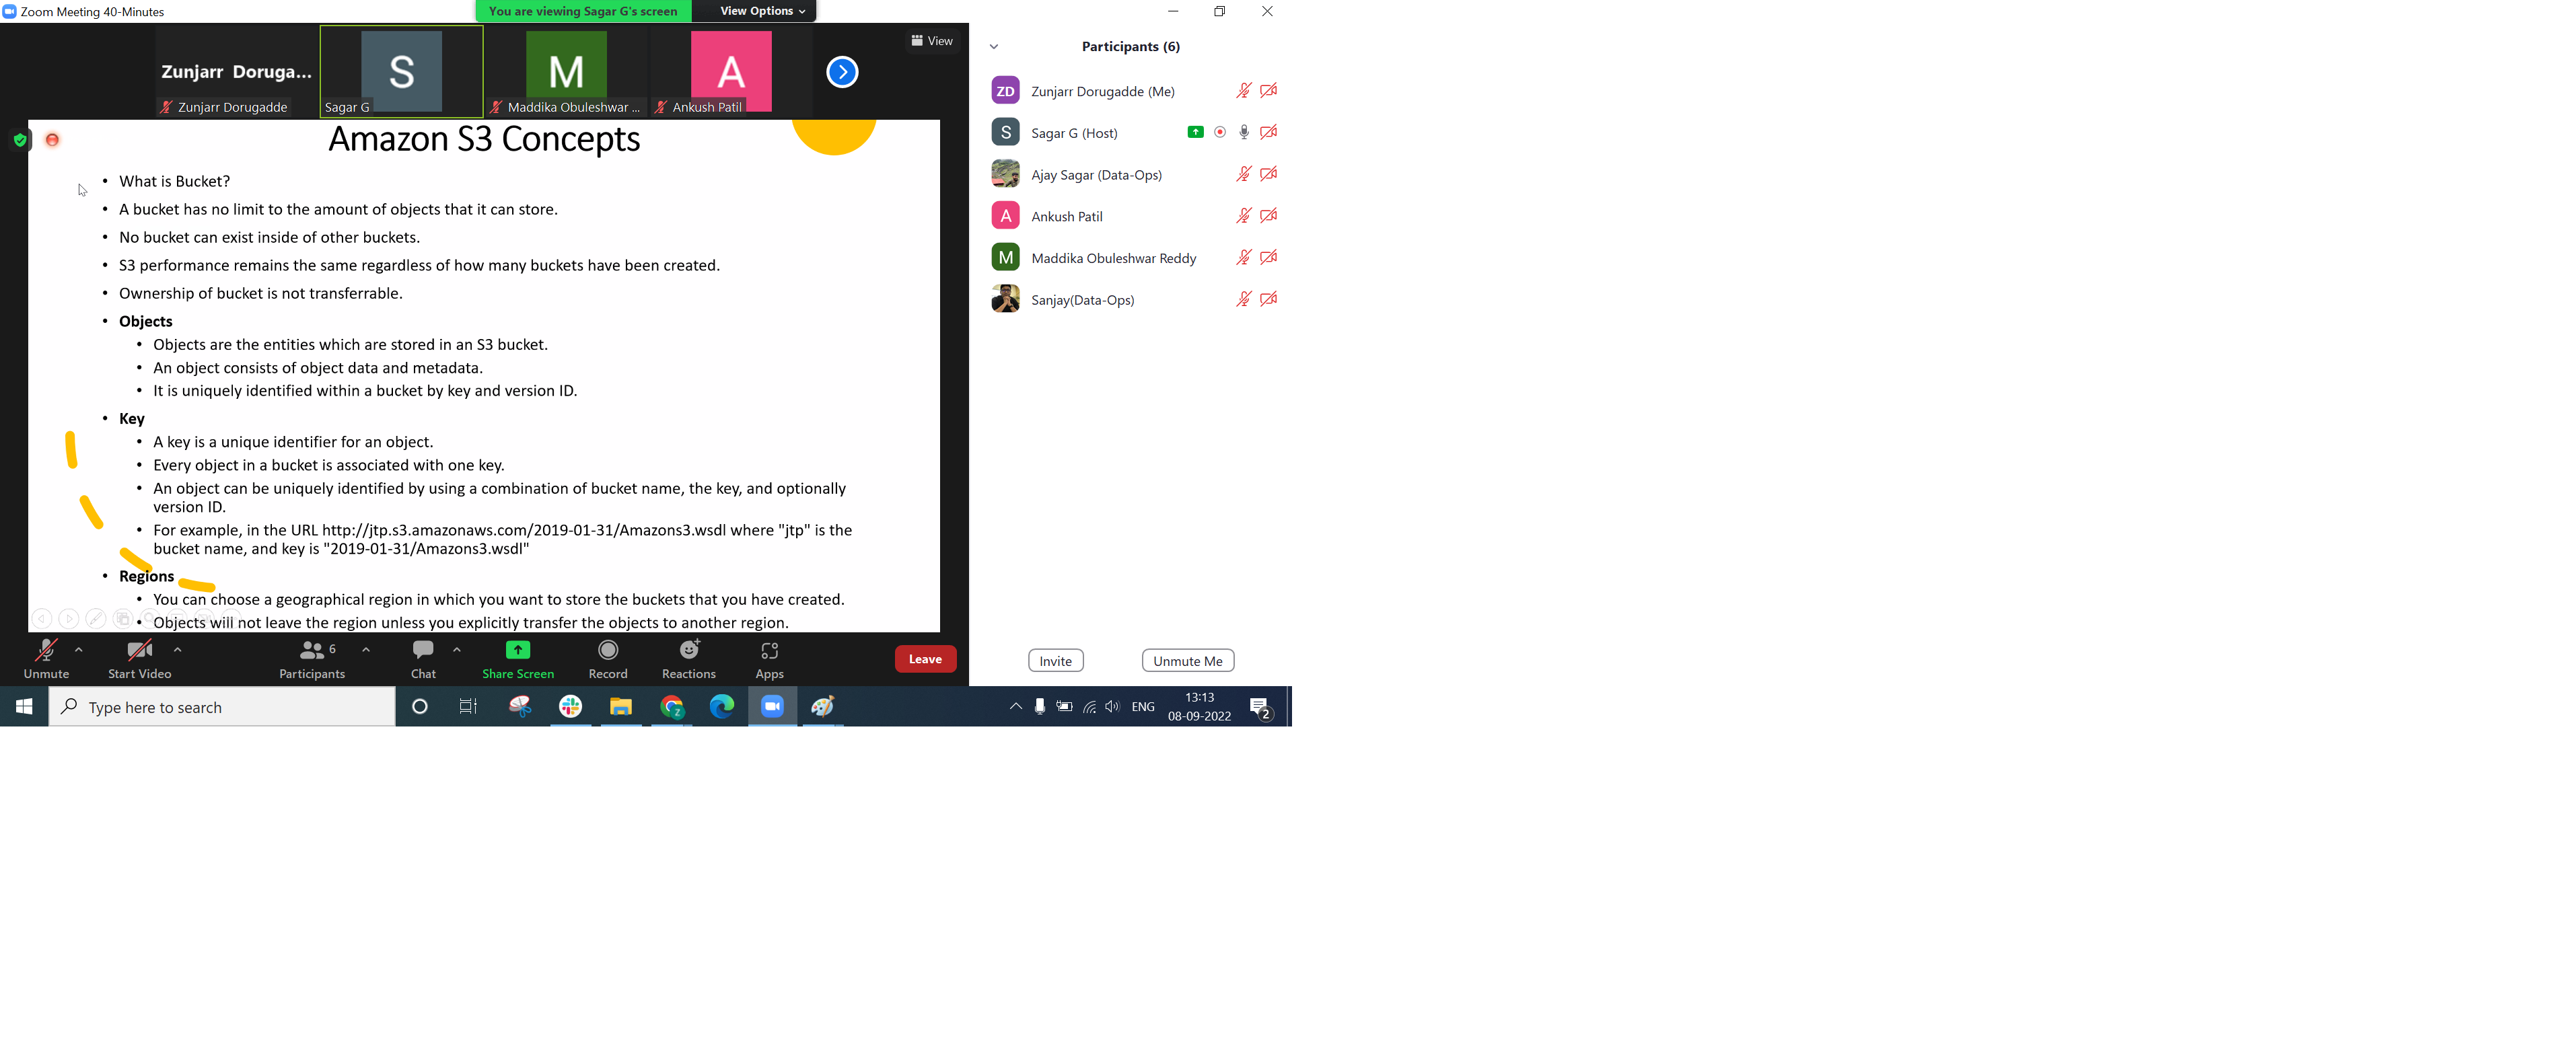 Zoom Meeting 40-Minutes
You are viewing Sagar G's screen
View Options
View
Zunjarr Doruga...
S
M
A
Zunjarr Dorugadde
Sagar G
Maddika Obuleshwar ...
Ankush Patil
Amazon S3 Concepts
• What is Bucket?
• A bucket has no limit to the amount of objects that it can store.
• No bucket can exist inside of other buckets.
• S3 performance remains the same regardless of how many buckets have been created.
• Ownership of bucket is not transferrable.
• Objects
• Objects are the entities which are stored in an S3 bucket.
• An object consists of object data and metadata.
• It is uniquely identified within a bucket by key and version ID.
• Key
• A key is a unique identifier for an object.
• Every object in a bucket is associated with one key.
• An object can be uniquely identified by using a combination of bucket name, the key, and optionally
version ID.
• For example, in the URL http://jtp.s3.amazonaws.com/2019-01-31/Amazons3.wsdl where "jtp" is the
bucket name, and key is "2019-01-31/Amazons3.wsdl"
• Regions
• You can choose a geographical region in which you want to store the buckets that you have created.
• Objects will not leave the region unless you explicitly transfer the objects to another region.
Participants (6)
ZD Zunjarr Dorugadde (Me)
S Sagar G (Host)
Ajay Sagar (Data-Ops)
A Ankush Patil
M Maddika Obuleshwar Reddy
Sanjay(Data-Ops)
Invite
Unmute Me
6
Unmute
Start Video
Participants
Chat
Share Screen
Record
Reactions
Apps
Leave
Type here to search
Z
ENG
13:13
08-09-2022
2